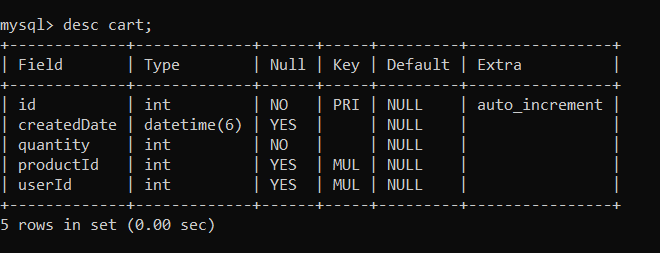 mysql> desc cart;
+-------------+-------------+------+-----+---------+----------------+
| Field       | Type        | Null | Key | Default | Extra          |
+-------------+-------------+------+-----+---------+----------------+
| id          | int         | NO   | PRI | NULL    | auto_increment |
| createdDate | datetime(6) | YES  |     | NULL    |                |
| quantity    | int         | NO   |     | NULL    |                |
| productId   | int         | YES  | MUL | NULL    |                |
| userId      | int         | YES  | MUL | NULL    |                |
+-------------+-------------+------+-----+---------+----------------+
5 rows in set (0.00 sec)